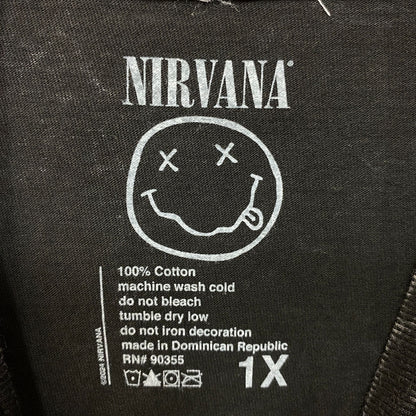 NIRVANA®
100% Cotton
machine wash cold
do not bleach
tumble dry low
do not iron decoration
made in Dominican Republic
RN# 90355
1X
©2024 NIRVANA